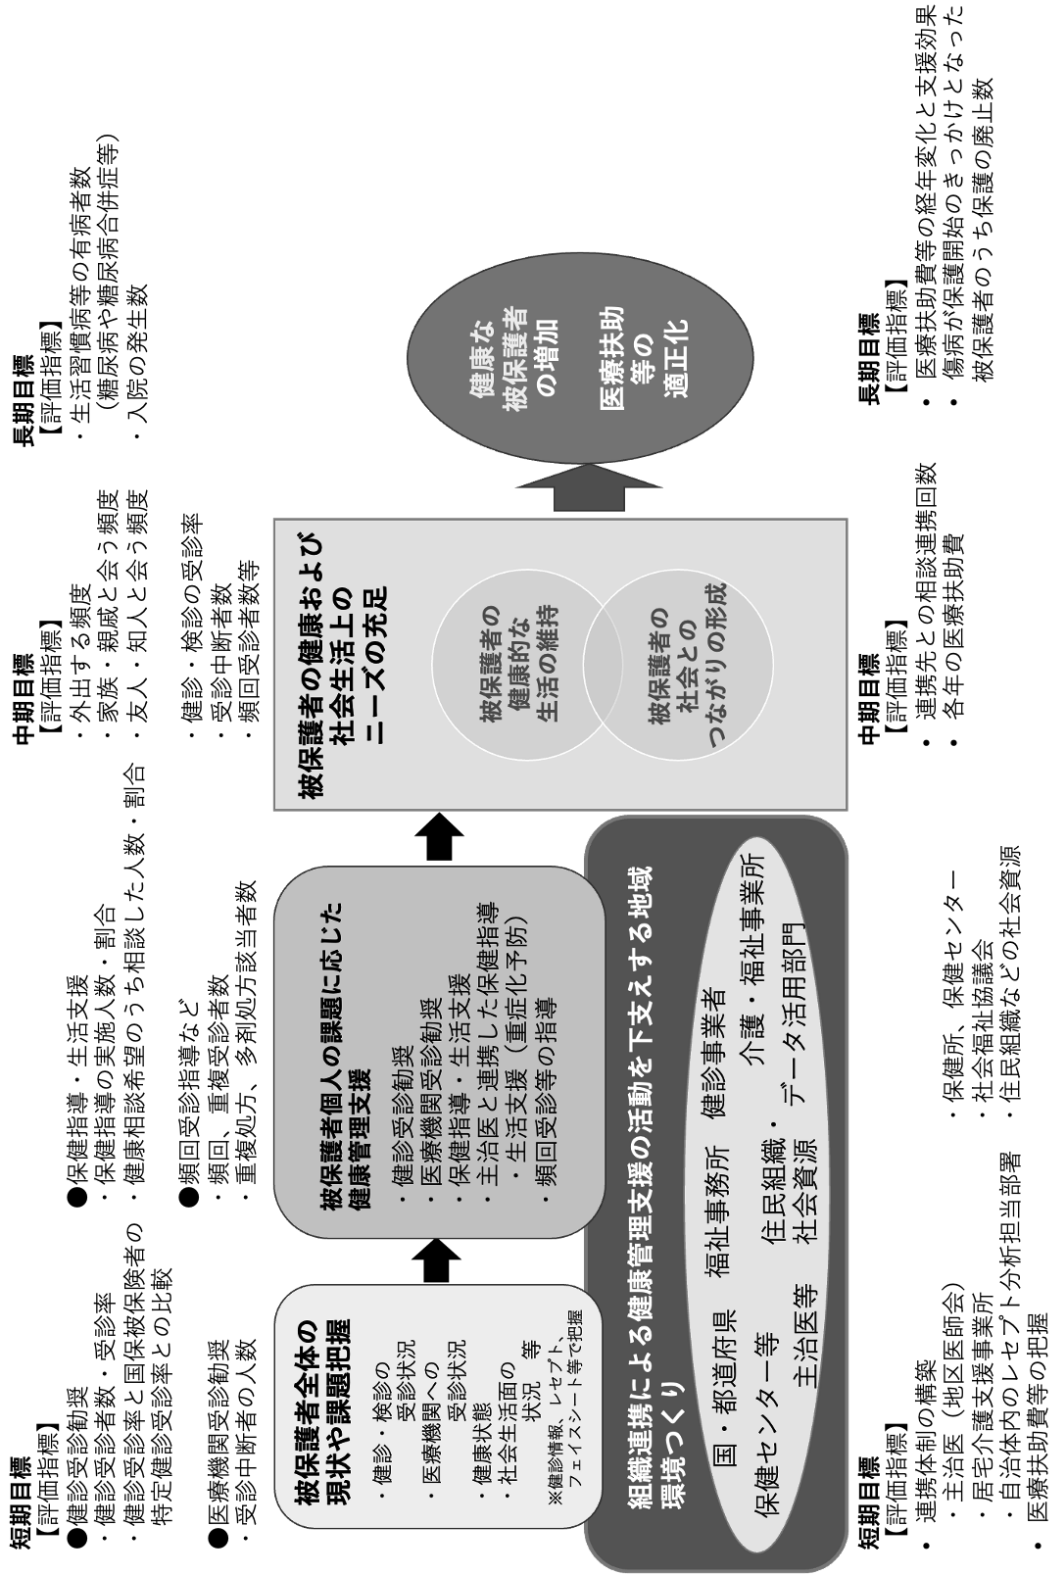 短期目標
【評価指標】
●健診受診勧奨
・健診受診者数・受診率
・健診受診率と国保被保険者の
特定健診受診率との比較
●医療機関受診勧奨
・受診中断者の人数
●保健指導・生活支援
・保健指導の実施人数・割合
・健康相談希望のうち相談した人数・割合
●頻回受診指導など
・頻回、重複受診者数
・重複処方、多剤処方該当者数
中期目標
【評価指標】
・外出する頻度
・家族・親戚と会う頻度
・友人・知人と会う頻度
・健診・検診の受診率
・受診中断者数
・頻回受診者数等
長期目標
【評価指標】
・生活習慣病等の有病者数
（糖尿病や糖尿病合併症等）
・入院の発生数
被保護者全体の
現状や課題把握
・健診・検診の
受診状況
・医療機関への
受診状況
・健康状態
・社会生活面の
状況　等
※健診情報、レセプト、
フェイスシート等で把握
被保護者個人の課題に応じた
健康管理支援
・健診受診勧奨
・医療機関受診勧奨
・保健指導・生活支援
・主治医と連携した保健指導
・生活支援（重症化予防）
・頻回受診等の指導
被保護者の健康および
社会生活上の
ニーズの充足
被保護者の
健康的な
生活の維持
被保護者の
社会との
つながりの形成
健康な
被保護者
の増加
医療扶助
等の
適正化
組織連携による健康管理支援の活動を下支えする地域
環境つくり
国・都道府県　福祉事務所　健診事業者
保健センター等　住民組織・　介護・福祉事業所
社会資源　データ活用部門
主治医等
短期目標
【評価指標】
• 連携体制の構築
・主治医（地区医師会）
・居宅介護支援事業所
・自治体内のレセプト分析担当部署
• 医療扶助費等の把握
・保健所、保健センター
・社会福祉協議会
・住民組織などの社会資源
中期目標
【評価指標】
• 連携先との相談連携回数
• 各年の医療扶助費
長期目標
【評価指標】
• 医療扶助費等の経年変化と支援効果
• 傷病が保護開始のきっかけとなった
被保護者のうち保護の廃止数